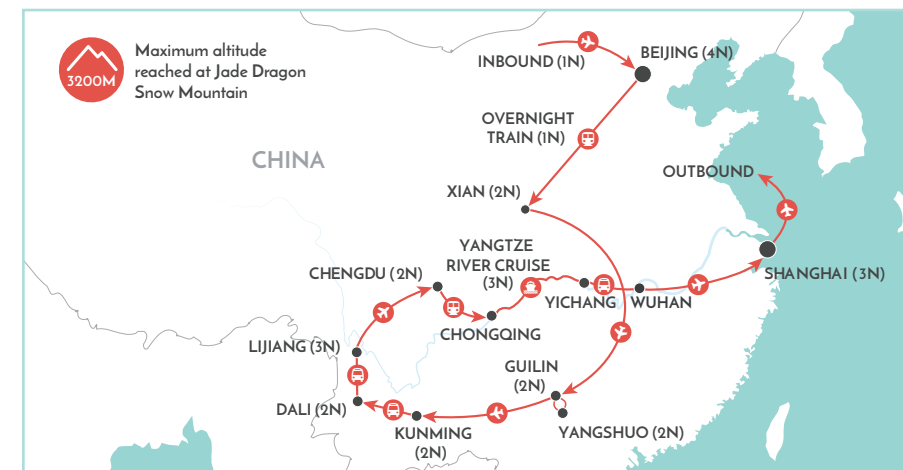 Maximum altitude
reached at Jade Dragon
Snow Mountain
3200M
INBOUND (1N)
BEIJING (4N)
OVERNIGHT
TRAIN (1N)
CHINA
OUTBOUND
XIAN (2N)
YANGTZE
RIVER CRUISE
(3N)
CHENGDU (2N)
SHANGHAI (3N)
YICHANG
WUHAN
CHONGQING
LIJIANG (3N)
GUILIN
(2N)
DALI (2N)
KUNMING
(2N)
YANGSHUO (2N)